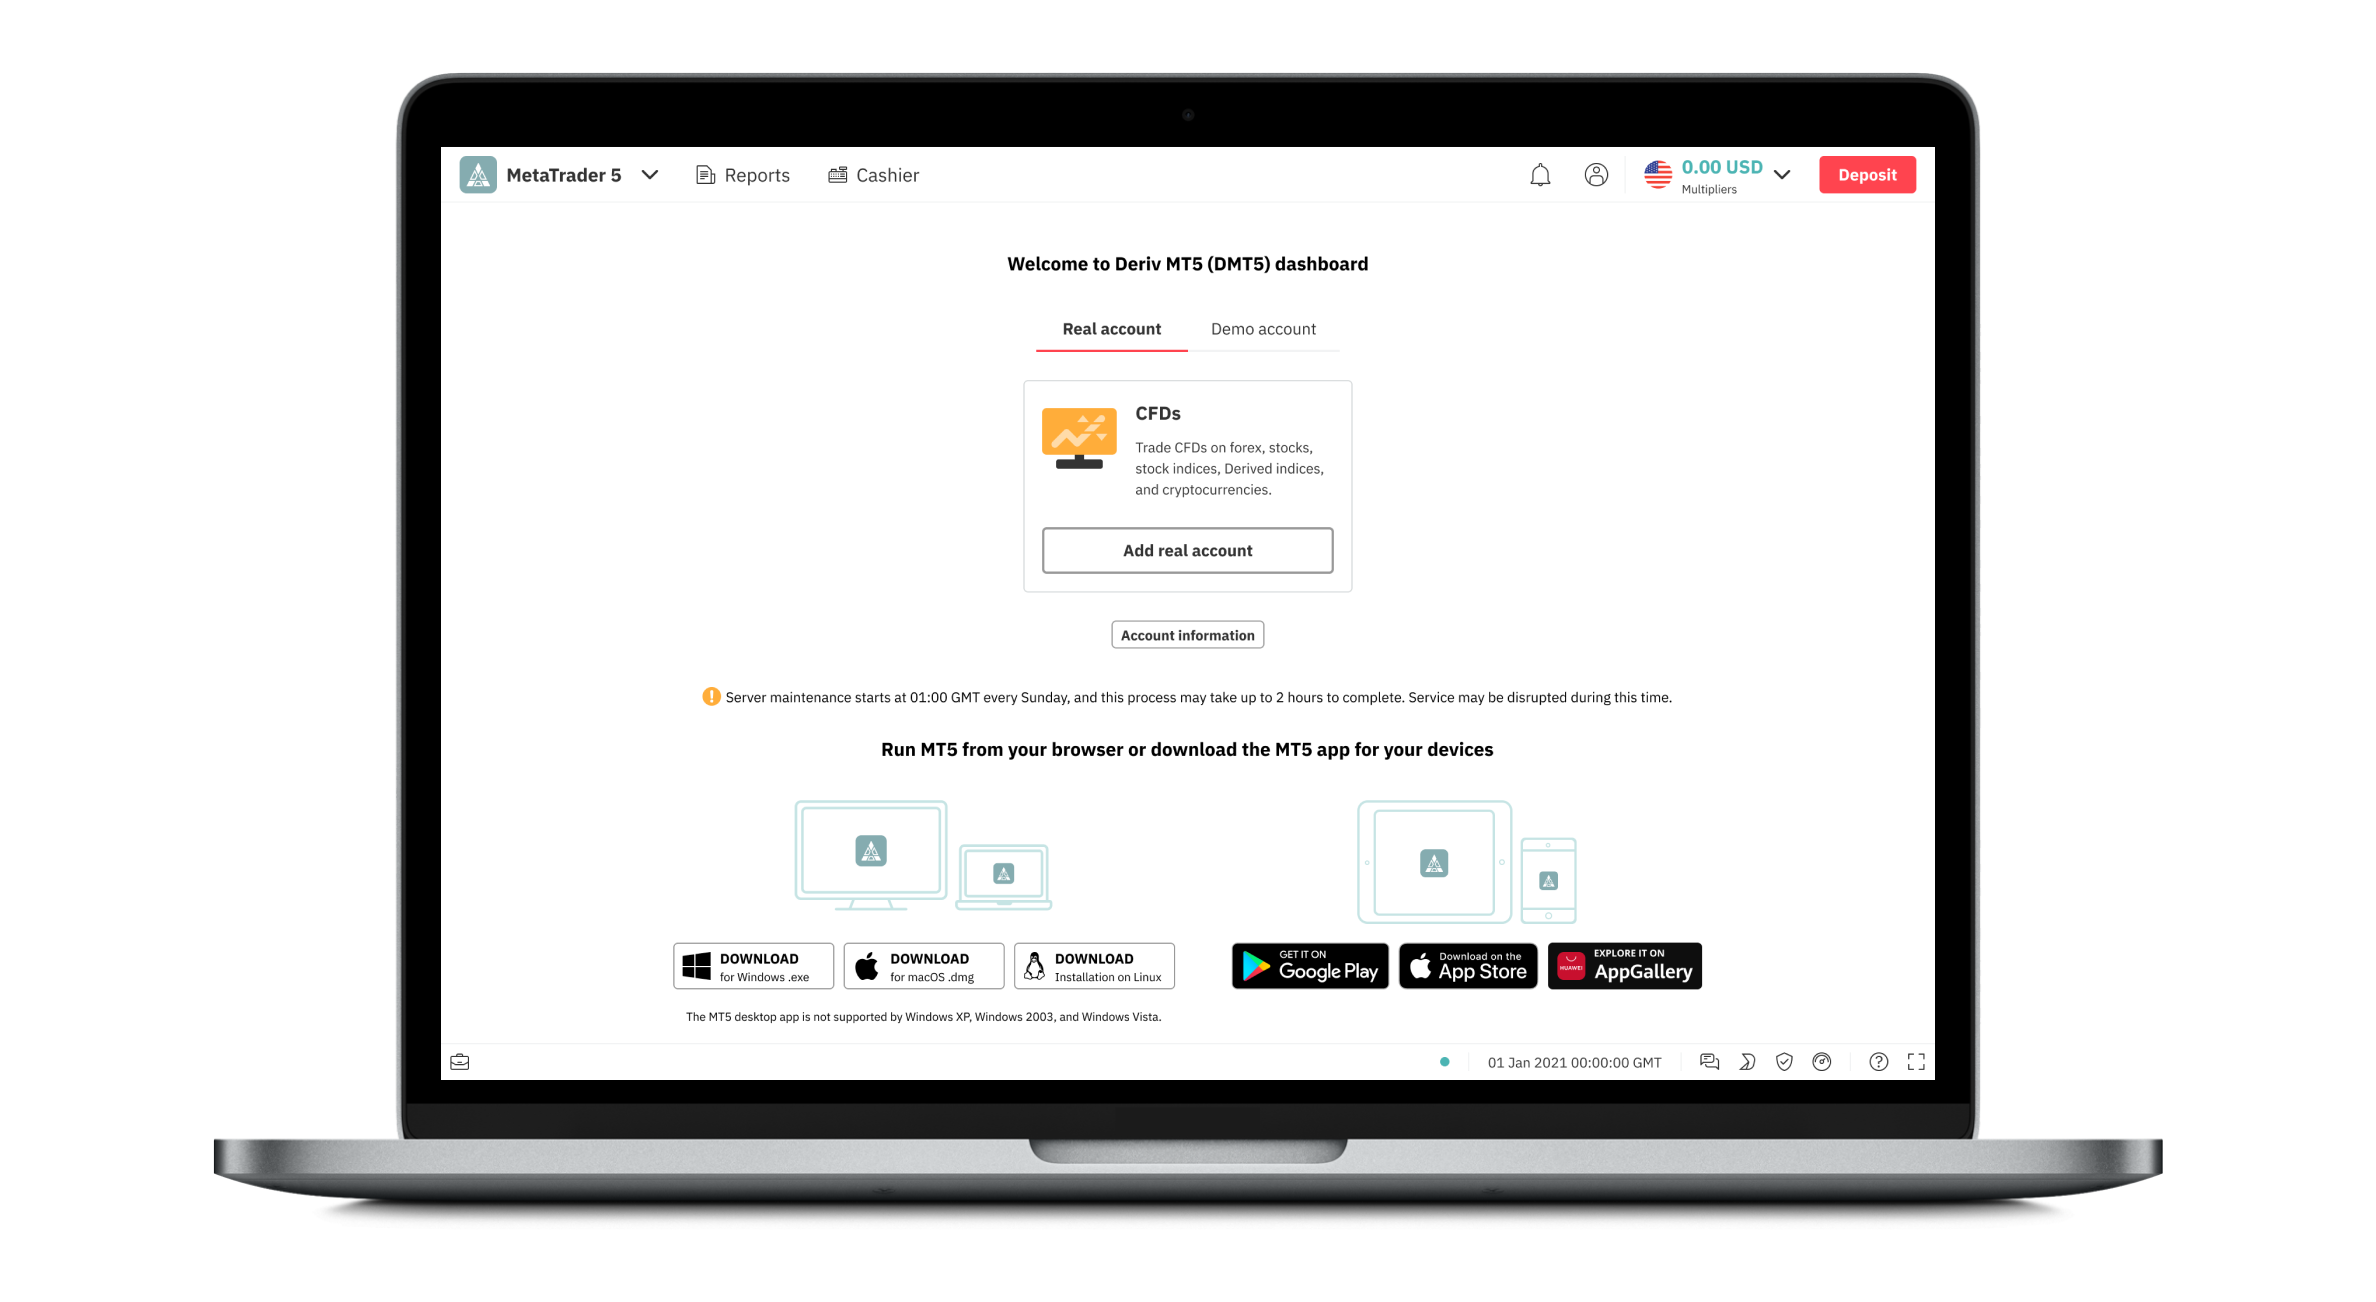 MetaTrader 5
Reports
Cashier
0.00 USD
Multipliers
Deposit
Welcome to Deriv MT5 (DMT5) dashboard
Real account
Demo account
CFDs
Trade CFDs on forex, stocks,
stock indices, Derived indices,
and cryptocurrencies.
Add real account
Account information
! Server maintenance starts at 01:00 GMT every Sunday, and this process may take up to 2 hours to complete. Service may be disrupted during this time.
Run MT5 from your browser or download the MT5 app for your devices
DOWNLOAD
for Windows .exe
DOWNLOAD
for macOS .dmg
DOWNLOAD
Installation on Linux
GET IT ON
Google Play
Download on the
App Store
HUAWEI
EXPLORE IT ON
AppGallery
The MT5 desktop app is not supported by Windows XP, Windows 2003, and Windows Vista.
01 Jan 2021 00:00:00 GMT
?